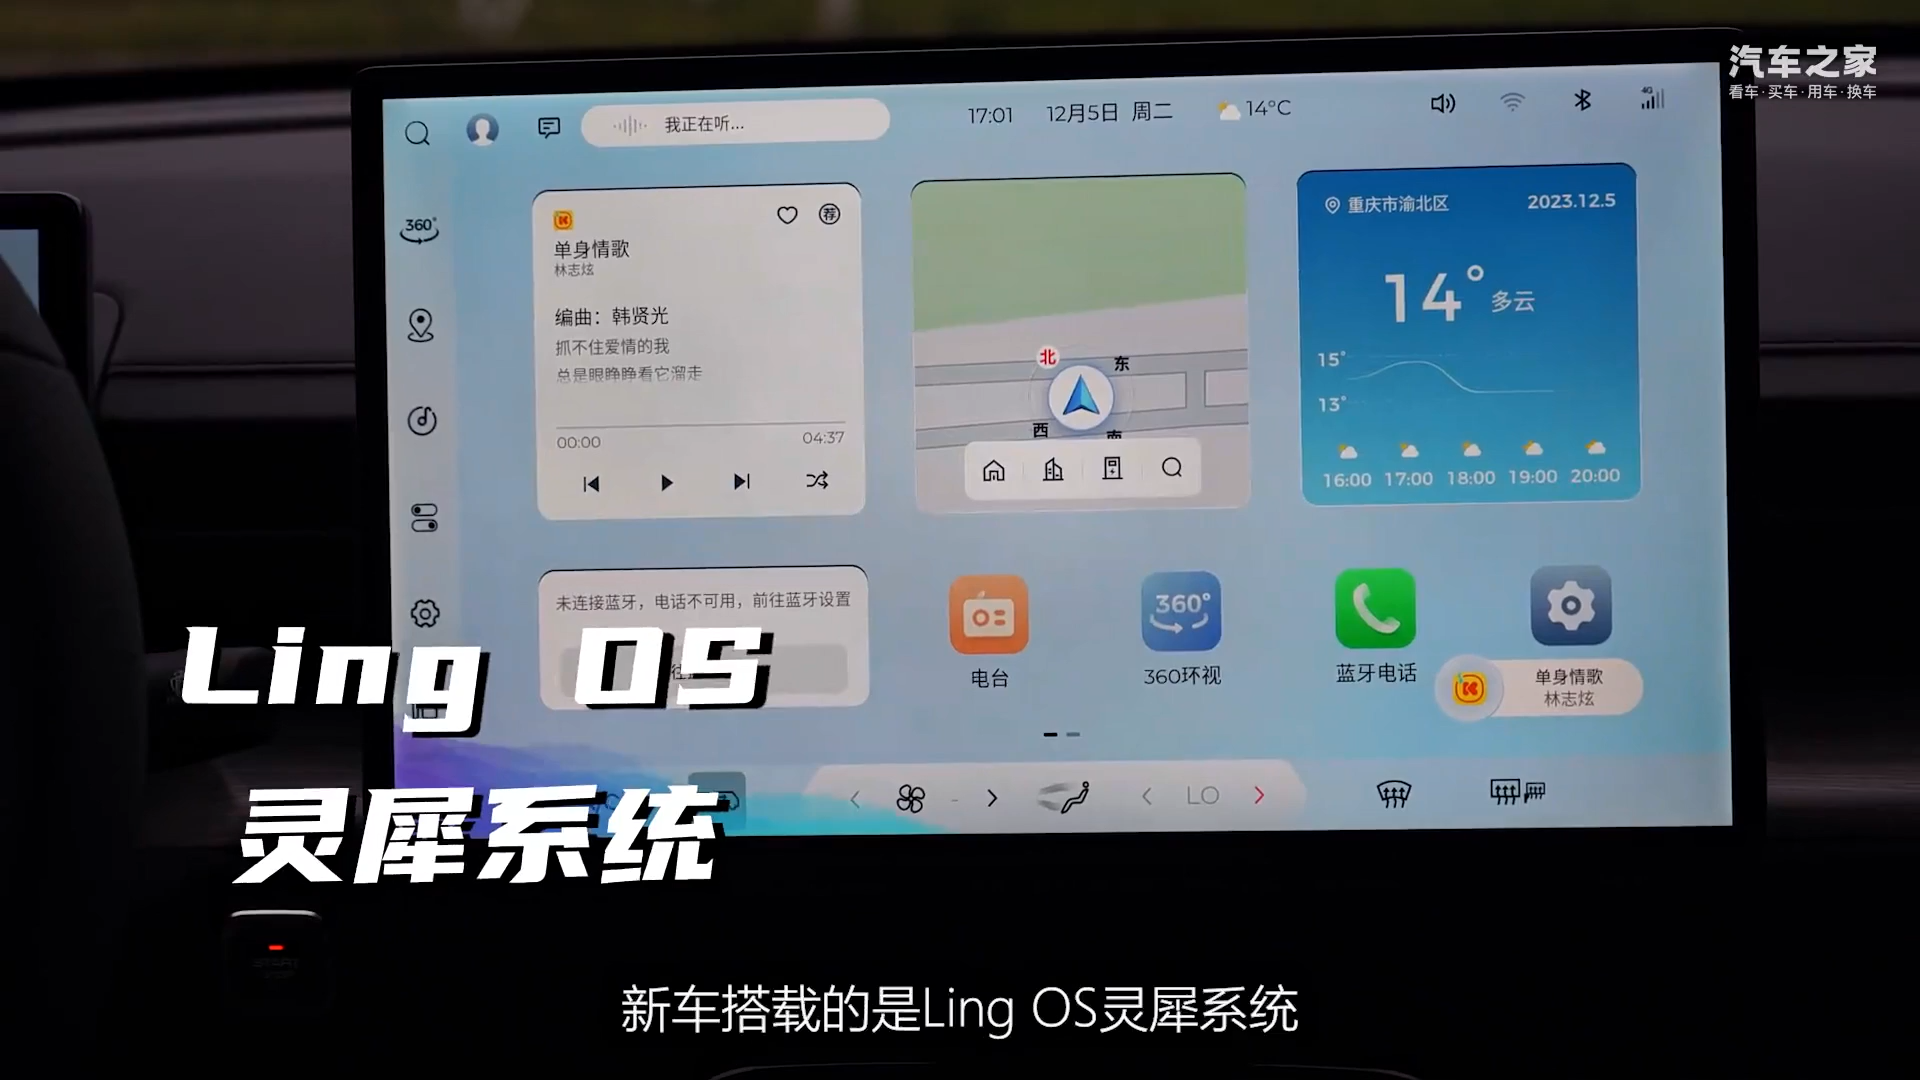 汽车之家
看车·买车·用车·换车
我正在听...
17:01
12月5日 周二
14°C
4G
360°
单身情歌
林志炫
荐
编曲：韩贤光
抓不住爱情的我
总是眼睁睁看它溜走
00:00
04:37
北
东
西
南
重庆市渝北区
2023.12.5
14°
多云
15°
13°
16:00 17:00 18:00 19:00 20:00
未连接蓝牙，电话不可用，前往蓝牙设置
电台
360°
360环视
蓝牙电话
单身情歌
林志炫
LO
Ling OS
灵犀系统
新车搭载的是Ling OS灵犀系统